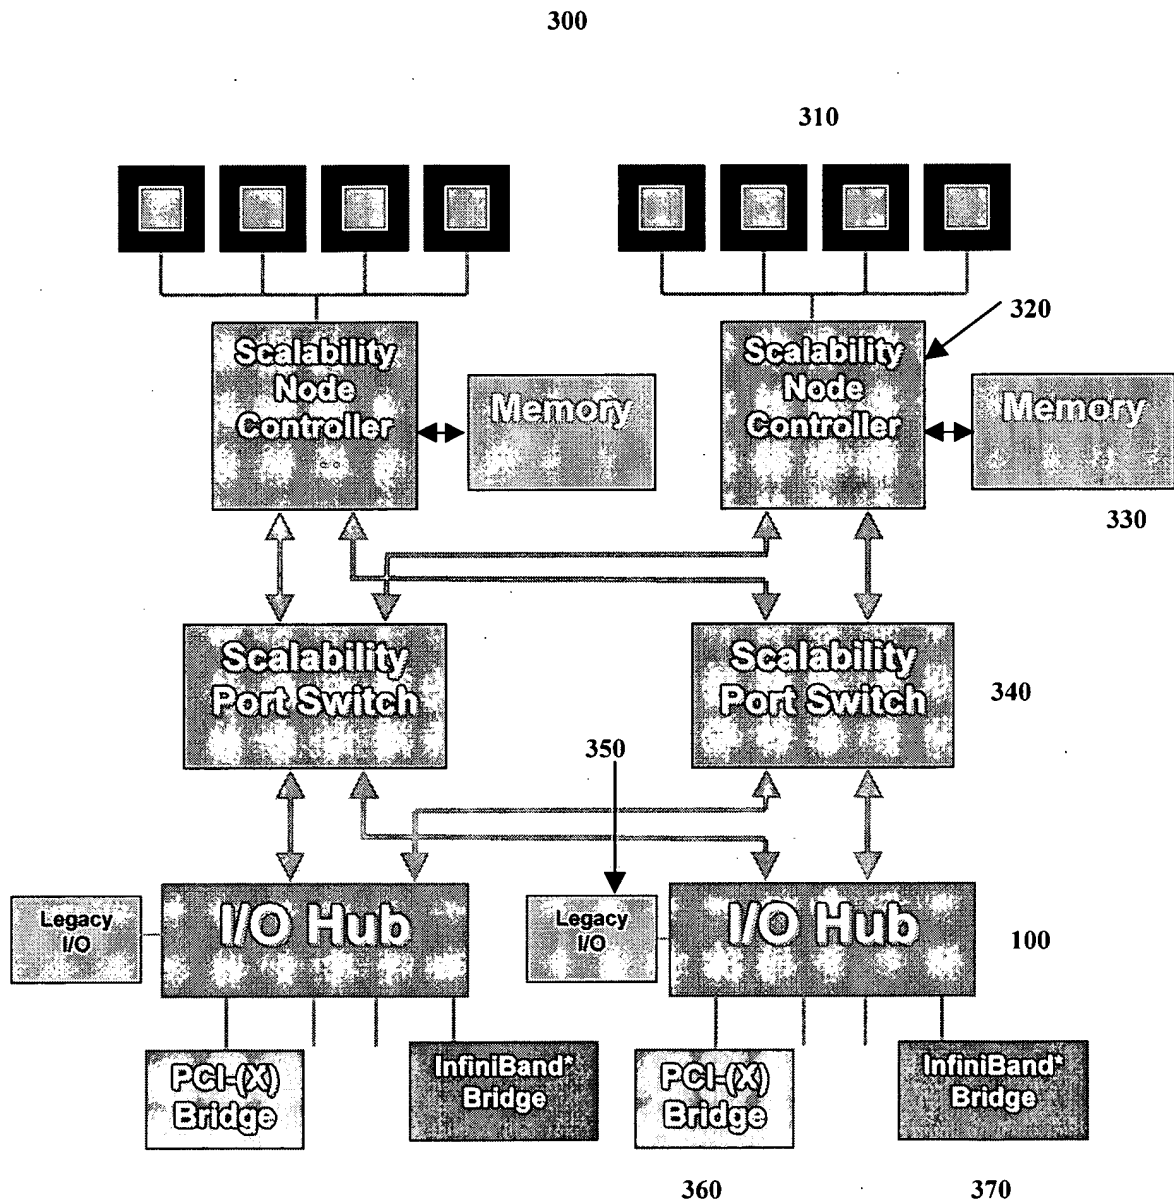 300
310
Scalability
Node
Controller
Memory
Scalability
Node
Controller
320
Memory
330
Scalability
Port Switch
Scalability
Port Switch
340
350
Legacy
I/O
I/O Hub
Legacy
I/O
I/O Hub
100
PCI-(X)
Bridge
InfiniBand*
Bridge
PCI-(X)
Bridge
InfiniBand*
Bridge
360
370